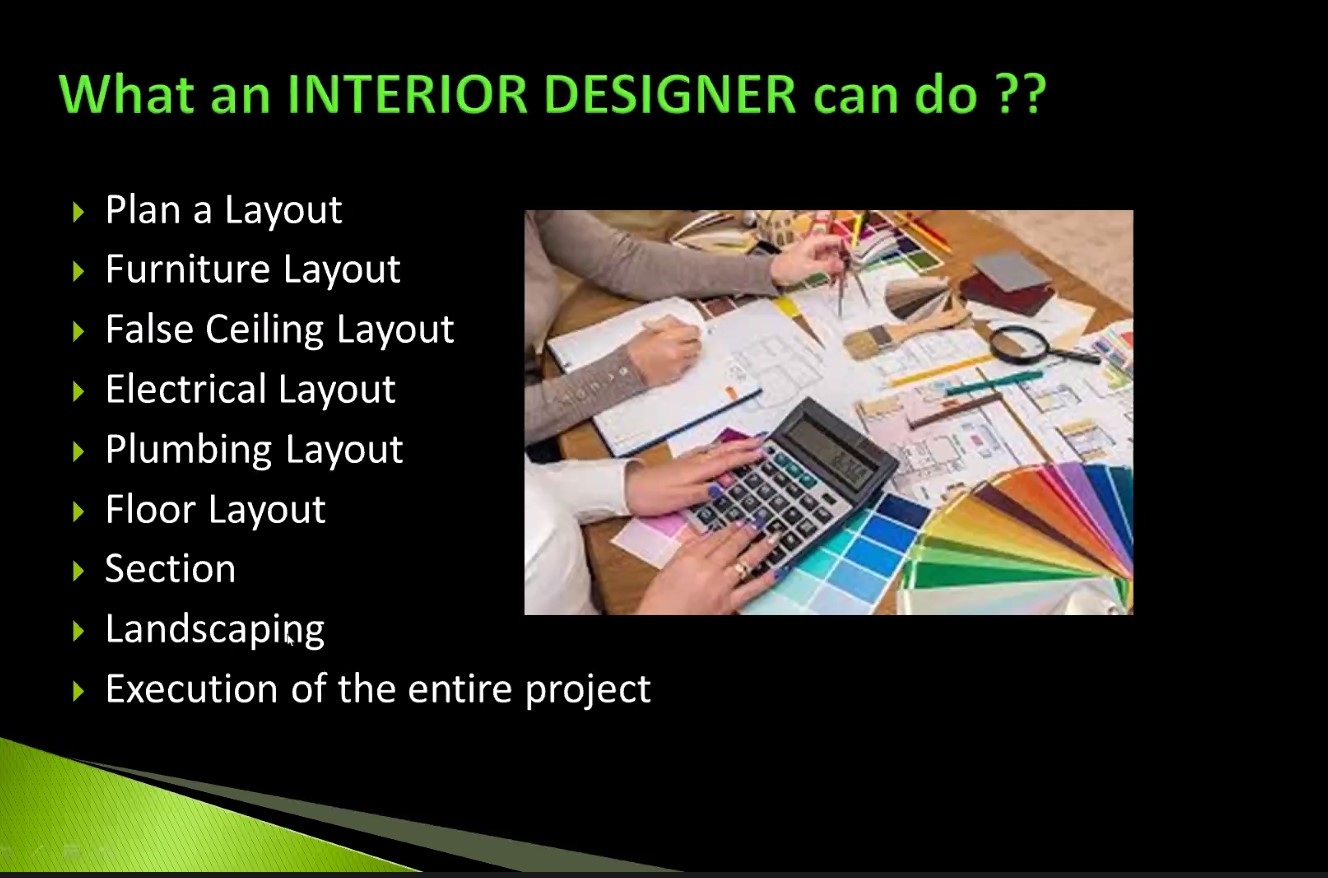 What an INTERIOR DESIGNER can do ??
Plan a Layout
Furniture Layout
False Ceiling Layout
Electrical Layout
Plumbing Layout
Floor Layout
Section
Landscaping
Execution of the entire project